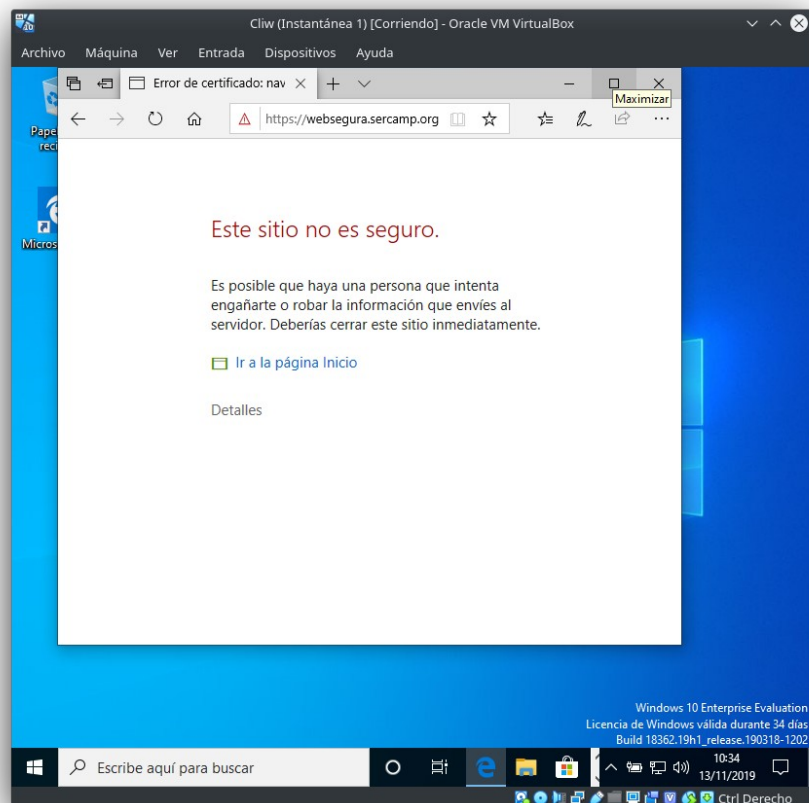 Cliw (Instantánea 1) [Corriendo] - Oracle VM VirtualBox
Archivo Máquina Ver Entrada Dispositivos Ayuda
Error de certificado: nav
Maximizar
https://websegura.sercamp.org
Pape
reci
Micros
Este sitio no es seguro.
Es posible que haya una persona que intenta
engañarte o robar la información que envíes al
servidor. Deberías cerrar este sitio inmediatamente.
Ir a la página Inicio
Detalles
Windows 10 Enterprise Evaluation
Licencia de Windows válida durante 34 días
Build 18362.19h1_release.190318-1202
Escribe aquí para buscar
10:34
13/11/2019
Ctrl Derecho